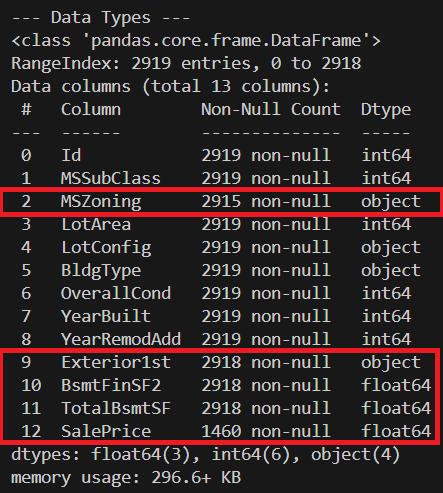 --- Data Types ---
<class 'pandas.core.frame.DataFrame'>
RangeIndex: 2919 entries, 0 to 2918
Data columns (total 13 columns):
 #   Column        Non-Null Count  Dtype
---  ------        --------------  -----
 0   Id            2919 non-null   int64
 1   MSSubClass    2919 non-null   int64
 2   MSZoning      2915 non-null   object
 3   LotArea       2919 non-null   int64
 4   LotConfig     2919 non-null   object
 5   BldgType      2919 non-null   object
 6   OverallCond   2919 non-null   int64
 7   YearBuilt     2919 non-null   int64
 8   YearRemodAdd  2919 non-null   int64
 9   Exterior1st   2918 non-null   object
 10  BsmtFinSF2    2918 non-null   float64
 11  TotalBsmtSF   2918 non-null   float64
 12  SalePrice     1460 non-null   float64
dtypes: float64(3), int64(6), object(4)
memory usage: 296.6+ KB